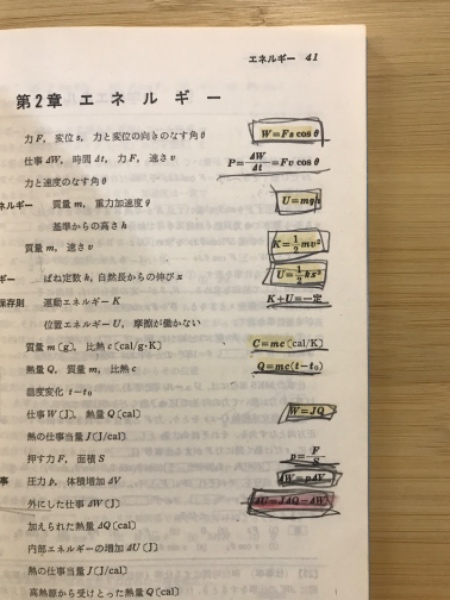 エネルギー 41
第2章 エネルギー
力F, 変位s, 力と変位の向きのなす角θ W=Fs cosθ
仕事ΔW, 時間Δt, 力F, 速さv P=ΔW/Δt=Fv cosθ
力と速度のなす角θ
ネルギー 質量m, 重力加速度g U=mgh
基準からの高さh
質量m, 速さv K=1/2mv²
ギー ばね定数k, 自然長からの伸びx U=1/2kx²
保存則 運動エネルギーK K+U=一定
位置エネルギーU, 摩擦が働かない
質量m〔g〕, 比熱c〔cal/g·K〕 C=mc〔cal/K〕
熱量Q, 質量m, 比熱c Q=mc(t−t₀)
温度変化 t−t₀
仕事W〔J〕, 熱量Q〔cal〕 W=JQ
熱の仕事当量J〔J/cal〕
押す力F, 面積S p=F/S
事 圧力p, 体積増加ΔV ΔW=pΔV
外にした仕事ΔW〔J〕 ΔU=JΔQ−ΔW
加えられた熱量ΔQ〔cal〕
内部エネルギーの増加ΔU〔J〕
熱の仕事当量J〔J/cal〕
高熱源から受けとった熱量Q〔cal〕